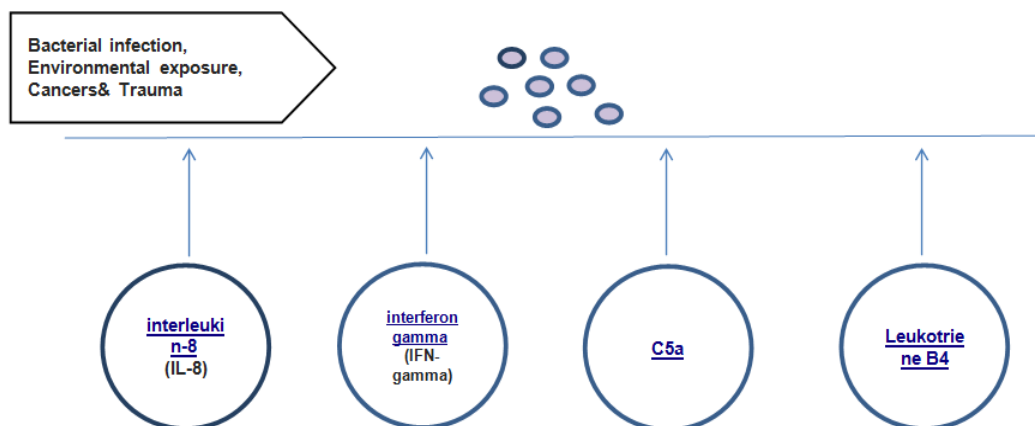 Bacterial infection,
Environmental exposure,
Cancers& Trauma
interleuki
n-8
(IL-8)
interferon
gamma
(IFN-
gamma)
C5a
Leukotrie
ne B4